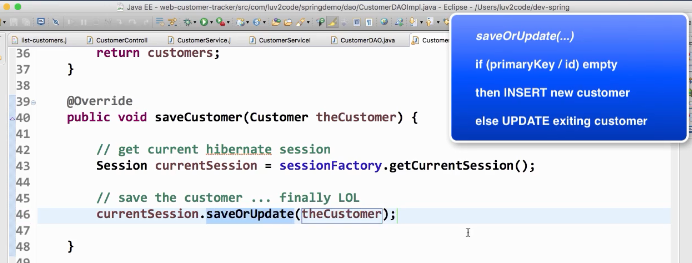 Java EE - web-customer-tracker/src/com/luv2code/springdemo/dao/CustomerDAOImpl.java - Eclipse - /Users/luv2code/dev-spring
list-customers.j
CustomerControll
CustomerService.j
CustomerServiceI
CustomerDAO.java
Custome
saveOrUpdate(...)
if (primaryKey / id) empty
then INSERT new customer
else UPDATE exiting customer
36 return customers;
37 }
38
39 @Override
40 public void saveCustomer(Customer theCustomer) {
41
42 // get current hibernate session
43 Session currentSession = sessionFactory.getCurrentSession();
44
45 // save the customer ... finally LOL
46 currentSession.saveOrUpdate(theCustomer);
47
48 }